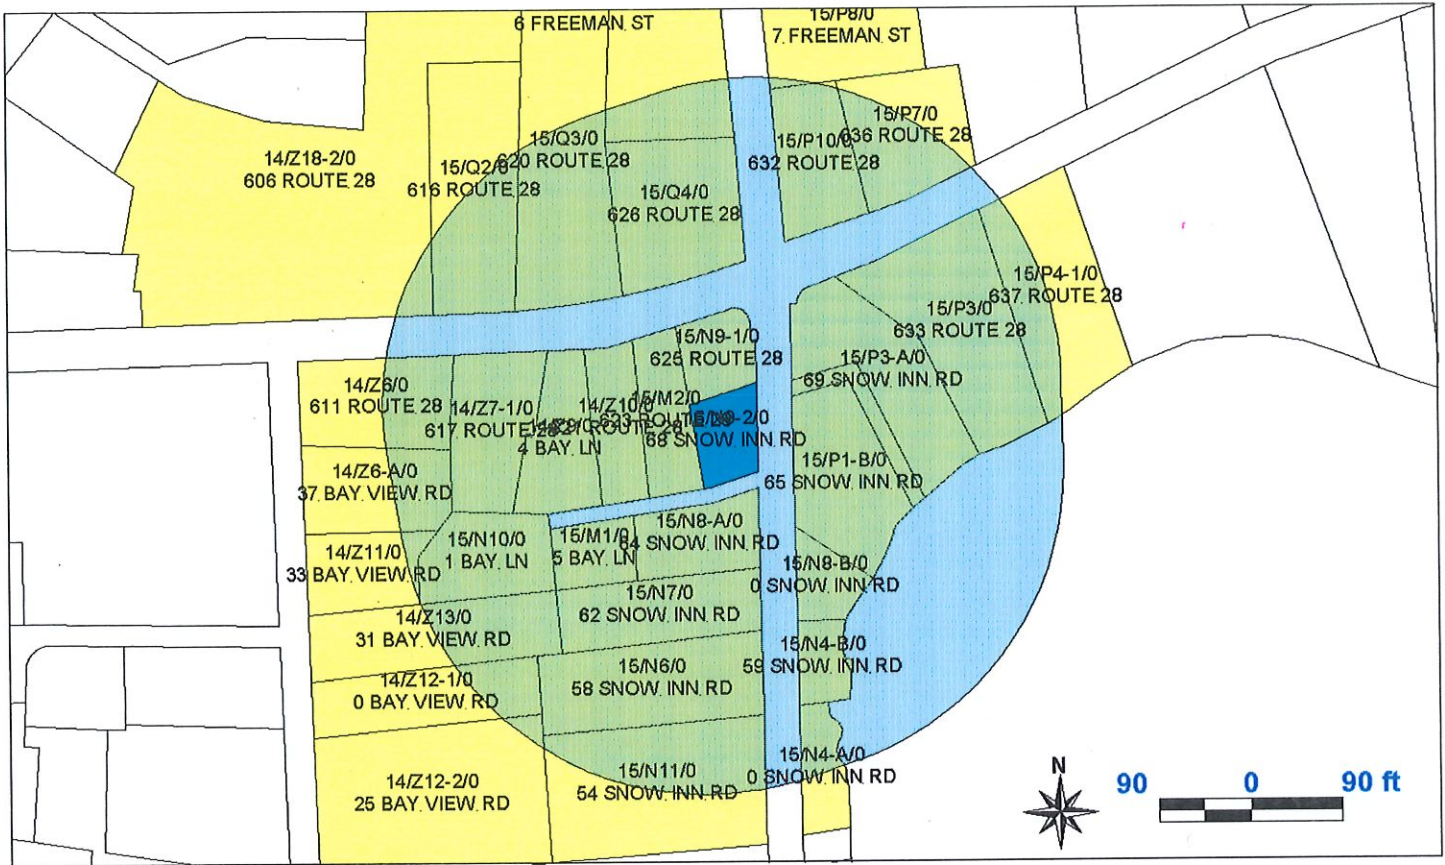 6 FREEMAN ST
15/P8/0
7 FREEMAN ST
14/Z18-2/0
606 ROUTE 28
15/Q2/0
616 ROUTE 28
15/Q3/0
620 ROUTE 28
15/Q4/0
626 ROUTE 28
15/P10/0
632 ROUTE 28
15/P7/0
636 ROUTE 28
15/P4-1/0
637 ROUTE 28
15/P3/0
633 ROUTE 28
15/P3-A/0
69 SNOW INN RD
15/N9-1/0
625 ROUTE 28
14/Z6/0
611 ROUTE 28
14/Z7-1/0
617 ROUTE 28
4 BAY LN
14/Z10/0
621 ROUTE 28
15/M2/0
623 ROUTE 28
15/N9-2/0
68 SNOW INN RD
15/P1-B/0
65 SNOW INN RD
14/Z6-A/0
37 BAY VIEW RD
14/Z11/0
33 BAY VIEW RD
15/N10/0
1 BAY LN
15/M1/0
5 BAY LN
15/N8-A/0
64 SNOW INN RD
15/N8-B/0
0 SNOW INN RD
15/N7/0
62 SNOW INN RD
14/Z13/0
31 BAY VIEW RD
15/N4-B/0
59 SNOW INN RD
15/N6/0
58 SNOW INN RD
14/Z12-1/0
0 BAY VIEW RD
15/N4-A/0
0 SNOW INN RD
15/N11/0
54 SNOW INN RD
14/Z12-2/0
25 BAY VIEW RD
N
90 0 90 ft